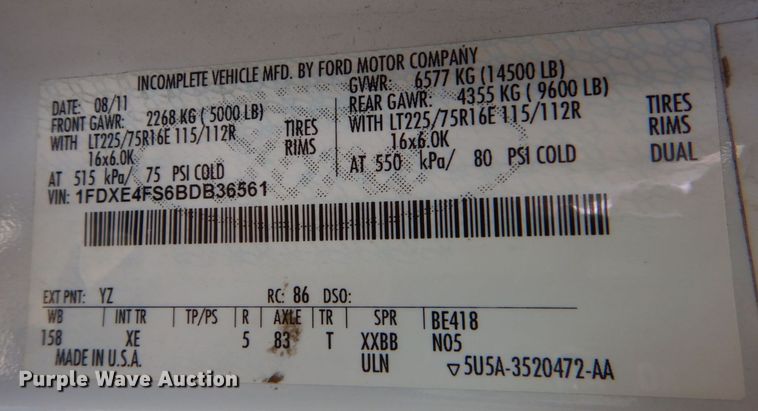 INCOMPLETE VEHICLE MFD. BY FORD MOTOR COMPANY
DATE: 08/11 GVWR: 6577 KG (14500 LB)
FRONT GAWR: 2268 KG ( 5000 LB) REAR GAWR: 4355 KG ( 9600 LB)
WITH LT225/75R16E 115/112R TIRES WITH LT225/75R16E 115/112R TIRES
16x6.0K RIMS 16x6.0K RIMS
AT 515 kPa/ 75 PSI COLD AT 550 kPa/ 80 PSI COLD DUAL
VIN: 1FDXE4FS6BDB36561
EXT PNT: YZ RC: 86 DSO:
WB INT TR TP/PS R AXLE TR SPR BE418
158 XE 5 83 T XXBB N05
MADE IN U.S.A. ULN ▽5U5A-3520472-AA
Purple Wave Auction